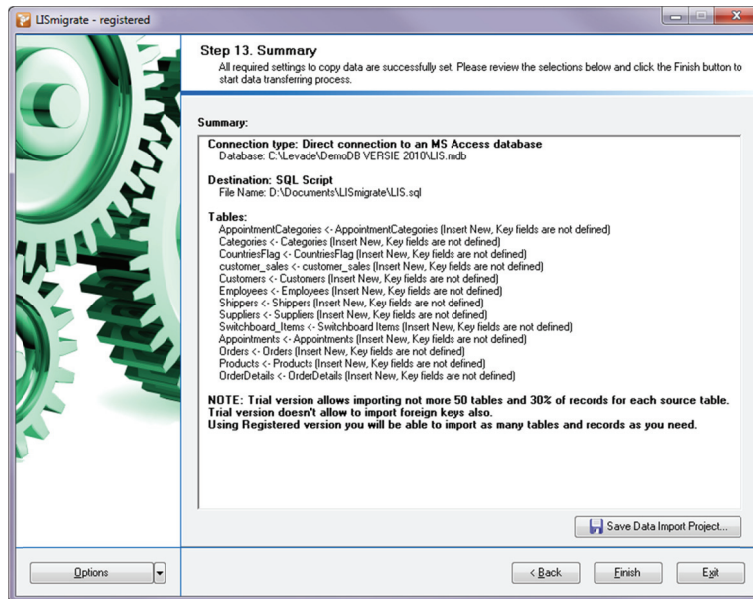 LISmigrate - registered
Step 13. Summary
All required settings to copy data are successfully set. Please review the selections below and click the Finish button to
start data transferring process.
Summary:
Connection type: Direct connection to an MS Access database
Database: C:\Levade\DemoDB VERSIE 2010\LIS.mdb
Destination: SQL Script
File Name: D:\Documents\LISmigrate\LIS.sql
Tables:
AppointmentCategories <- AppointmentCategories (Insert New, Key fields are not defined)
Categories <- Categories (Insert New, Key fields are not defined)
CountriesFlag <- CountriesFlag (Insert New, Key fields are not defined)
customer_sales <- customer_sales (Insert New, Key fields are not defined)
Customers <- Customers (Insert New, Key fields are not defined)
Employees <- Employees (Insert New, Key fields are not defined)
Shippers <- Shippers (Insert New, Key fields are not defined)
Suppliers <- Suppliers (Insert New, Key fields are not defined)
Switchboard_Items <- Switchboard Items (Insert New, Key fields are not defined)
Appointments <- Appointments (Insert New, Key fields are not defined)
Orders <- Orders (Insert New, Key fields are not defined)
Products <- Products (Insert New, Key fields are not defined)
OrderDetails <- OrderDetails (Insert New, Key fields are not defined)
NOTE: Trial version allows importing not more 50 tables and 30% of records for each source table.
Trial version doesn't allow to import foreign keys also.
Using Registered version you will be able to import as many tables and records as you need.
Save Data Import Project...
Options
< Back
Finish
Exit